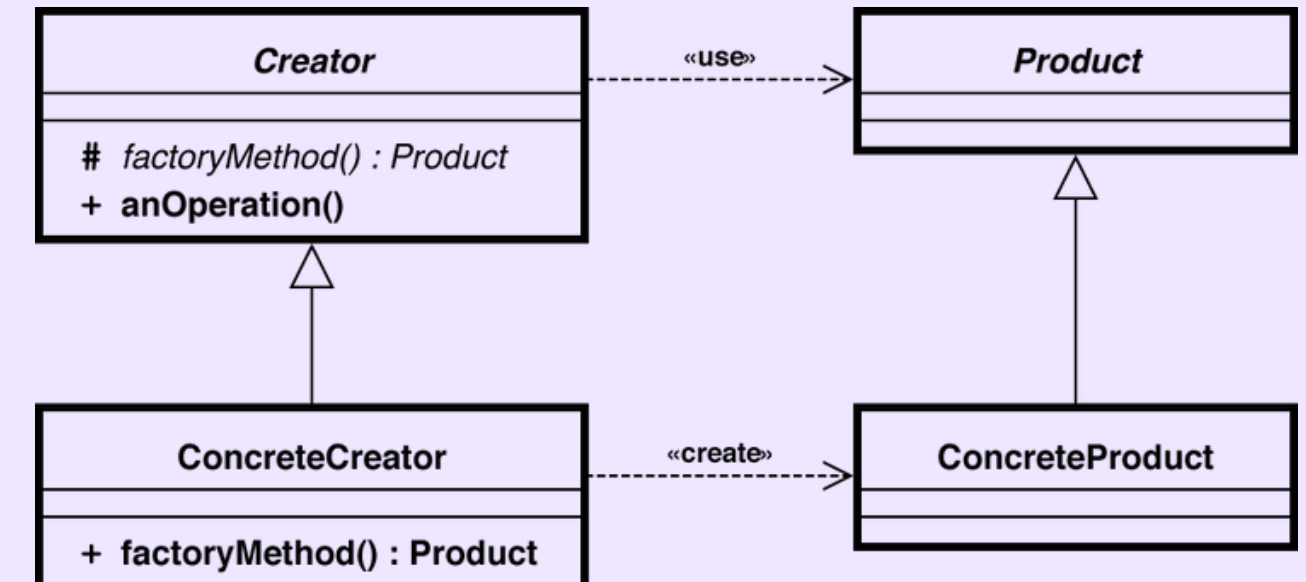 Creator
«use»
Product
# factoryMethod() : Product
+ anOperation()
ConcreteCreator
«create»
ConcreteProduct
+ factoryMethod() : Product